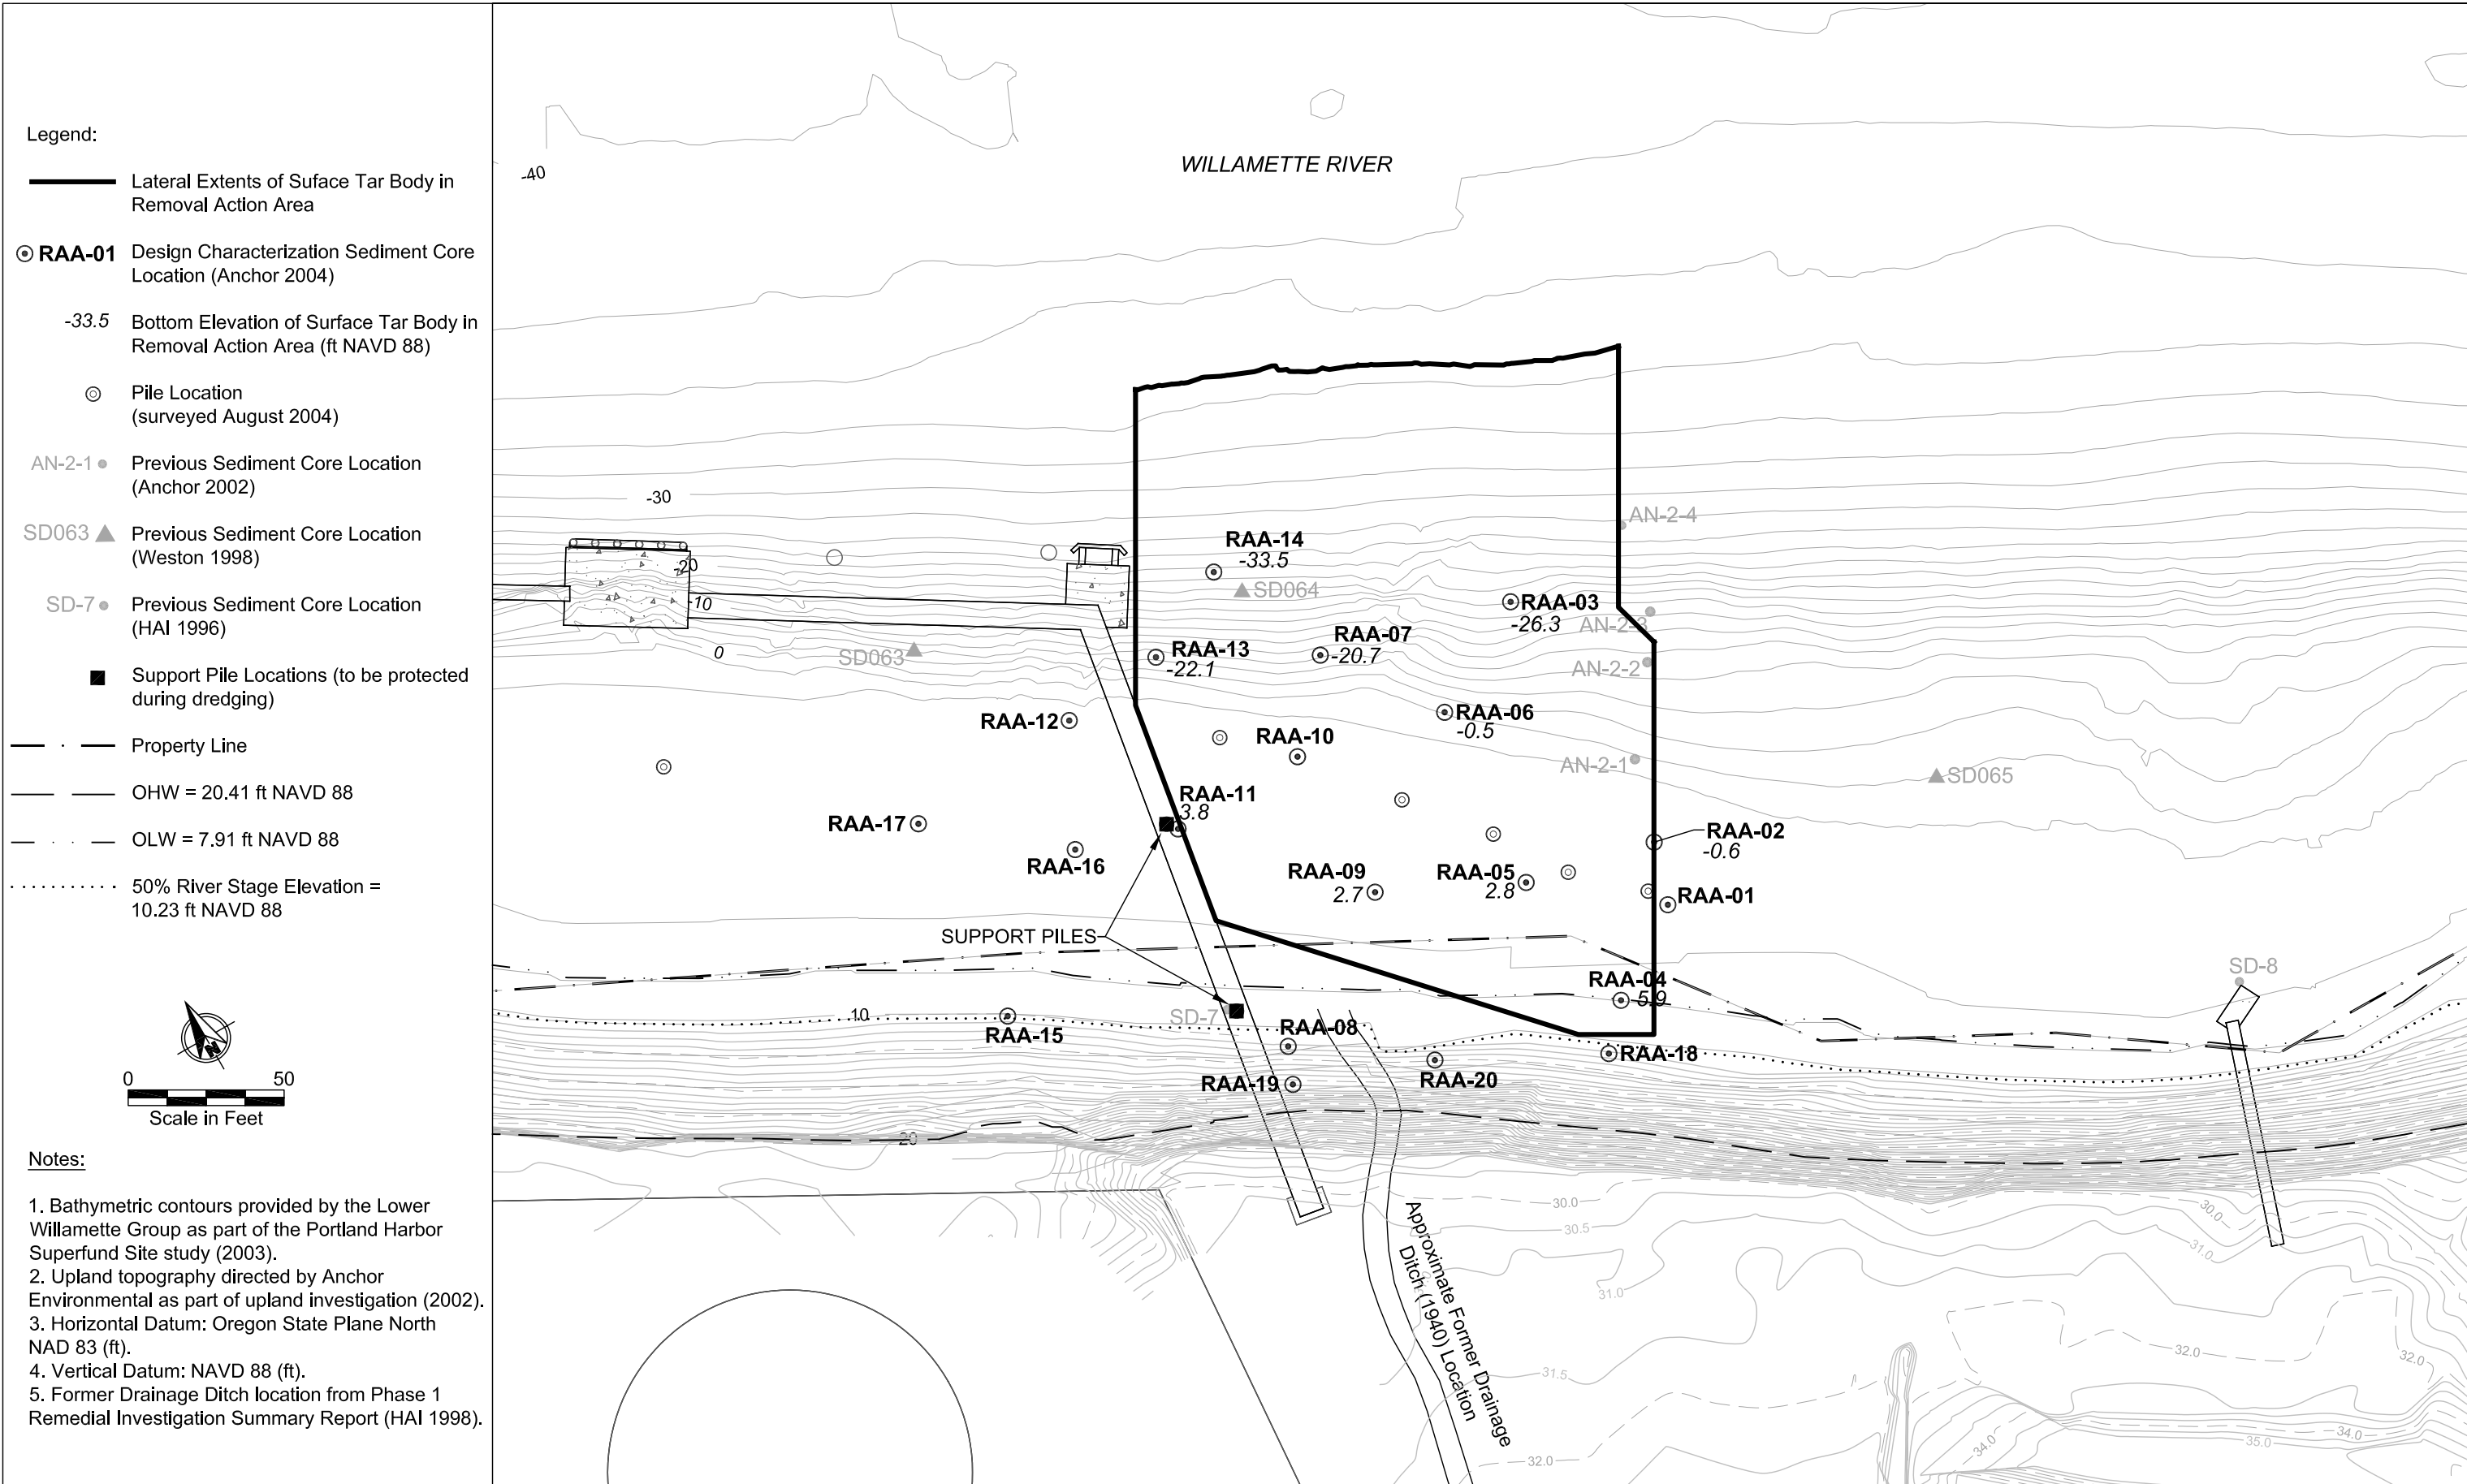 Legend:
Lateral Extents of Suface Tar Body in
Removal Action Area
RAA-01 Design Characterization Sediment Core
Location (Anchor 2004)
-33.5 Bottom Elevation of Surface Tar Body in
Removal Action Area (ft NAVD 88)
Pile Location
(surveyed August 2004)
AN-2-1 Previous Sediment Core Location
(Anchor 2002)
SD063 Previous Sediment Core Location
(Weston 1998)
SD-7 Previous Sediment Core Location
(HAI 1996)
Support Pile Locations (to be protected
during dredging)
Property Line
OHW = 20.41 ft NAVD 88
OLW = 7.91 ft NAVD 88
50% River Stage Elevation =
10.23 ft NAVD 88
N
0 50
Scale in Feet
Notes:
1. Bathymetric contours provided by the Lower
Willamette Group as part of the Portland Harbor
Superfund Site study (2003).
2. Upland topography directed by Anchor
Environmental as part of upland investigation (2002).
3. Horizontal Datum: Oregon State Plane North
NAD 83 (ft).
4. Vertical Datum: NAVD 88 (ft).
5. Former Drainage Ditch location from Phase 1
Remedial Investigation Summary Report (HAI 1998).
WILLAMETTE RIVER
-40
-30
-20
-10
0
AN-2-4
RAA-14
-33.5
SD064
RAA-03
-26.3
AN-2-3
RAA-07
-20.7
RAA-13
-22.1
SD063
AN-2-2
RAA-12
RAA-06
-0.5
RAA-10
AN-2-1
SD065
RAA-11
3.8
RAA-17
RAA-02
-0.6
RAA-16
RAA-09
2.7
RAA-05
2.8
RAA-01
SUPPORT PILES
SD-8
RAA-04
5.9
10
SD-7
RAA-15
RAA-08
RAA-18
RAA-19
RAA-20
20
30.0
30.5
31.0
31.5
32.0
30.0
31.0
32.0
32.0
34.0
34.0
35.0
Approximate Former Drainage
Ditch (1940) Location